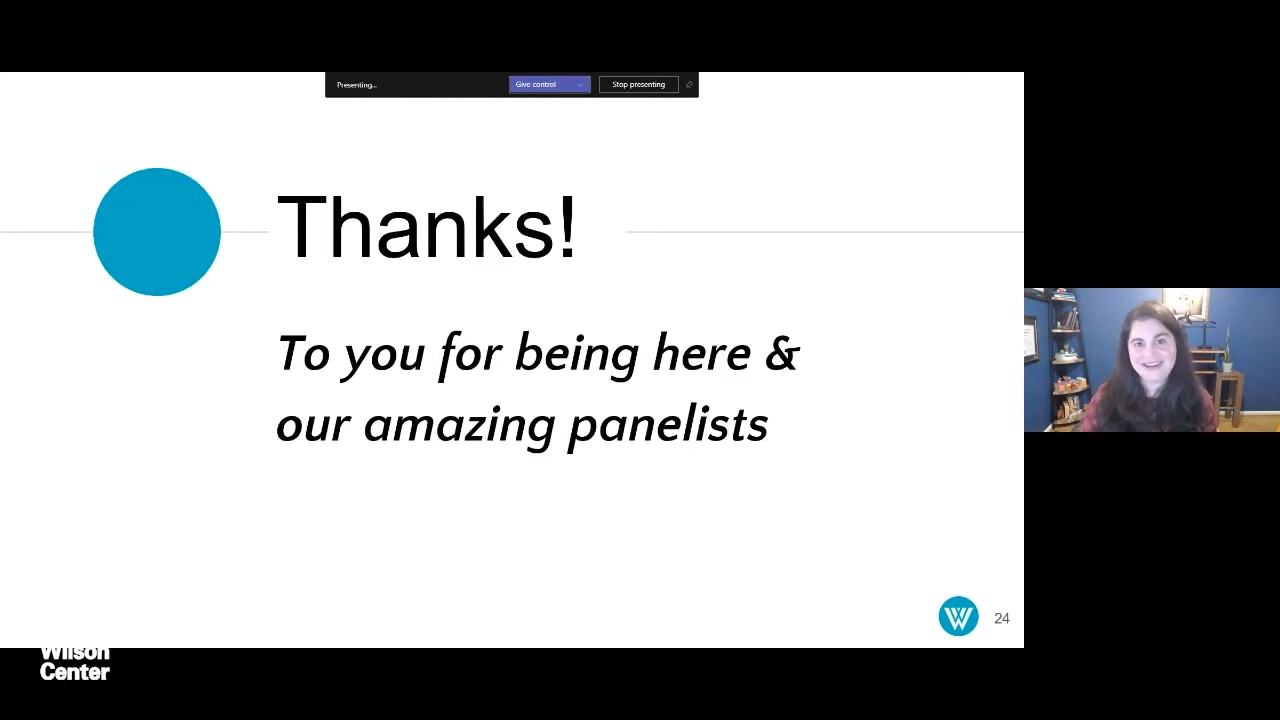 Presenting...
Give control
Stop presenting
Thanks!
To you for being here &
our amazing panelists
24
Wilson
Center